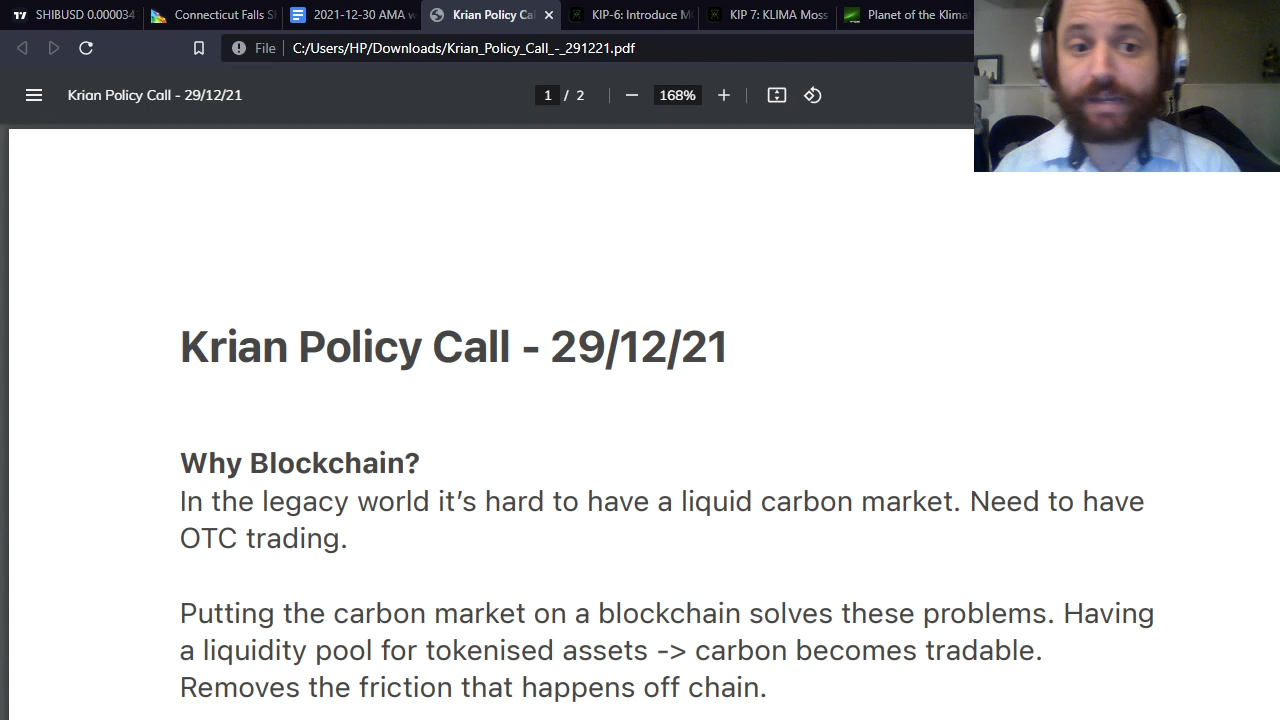 SHIBUSD 0.000034
Connecticut Falls S
2021-12-30 AMA w
Krian Policy Cal
KIP-6: Introduce M
KIP 7: KLIMA Moss
Planet of the Klima
File
C:/Users/HP/Downloads/Krian_Policy_Call_-_291221.pdf
Krian Policy Call - 29/12/21
1 / 2
168%
Krian Policy Call - 29/12/21
Why Blockchain?
In the legacy world it’s hard to have a liquid carbon market. Need to have
OTC trading.
Putting the carbon market on a blockchain solves these problems. Having
a liquidity pool for tokenised assets -> carbon becomes tradable.
Removes the friction that happens off chain.